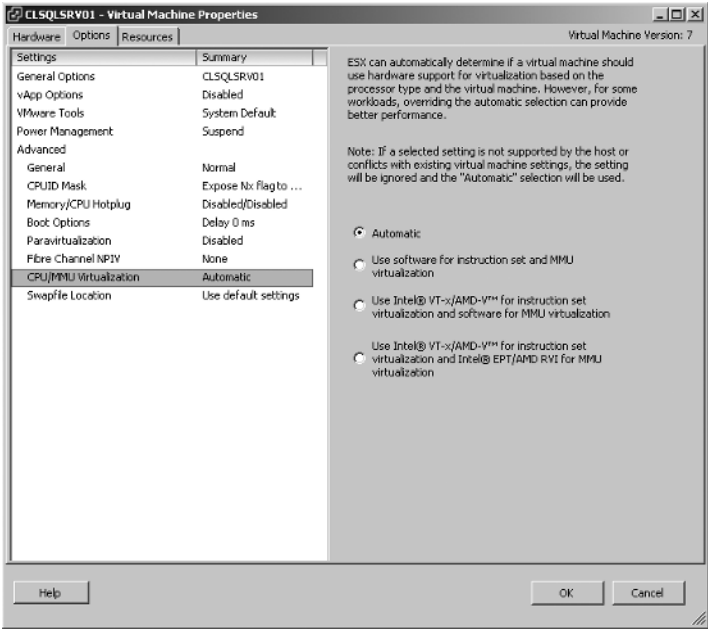 CLSQLSRV01 - Virtual Machine Properties
Hardware Options Resources Virtual Machine Version: 7
Settings Summary
General Options CLSQLSRV01
vApp Options Disabled
VMware Tools System Default
Power Management Suspend
Advanced
General Normal
CPUID Mask Expose Nx flag to ...
Memory/CPU Hotplug Disabled/Disabled
Boot Options Delay 0 ms
Paravirtualization Disabled
Fibre Channel NPIV None
CPU/MMU Virtualization Automatic
Swapfile Location Use default settings
ESX can automatically determine if a virtual machine should
use hardware support for virtualization based on the
processor type and the virtual machine. However, for some
workloads, overriding the automatic selection can provide
better performance.
Note: If a selected setting is not supported by the host or
conflicts with existing virtual machine settings, the setting
will be ignored and the "Automatic" selection will be used.
Automatic
Use software for instruction set and MMU
virtualization
Use Intel® VT-x/AMD-V™ for instruction set
virtualization and software for MMU virtualization
Use Intel® VT-x/AMD-V™ for instruction set
virtualization and Intel® EPT/AMD RVI for MMU
virtualization
Help OK Cancel